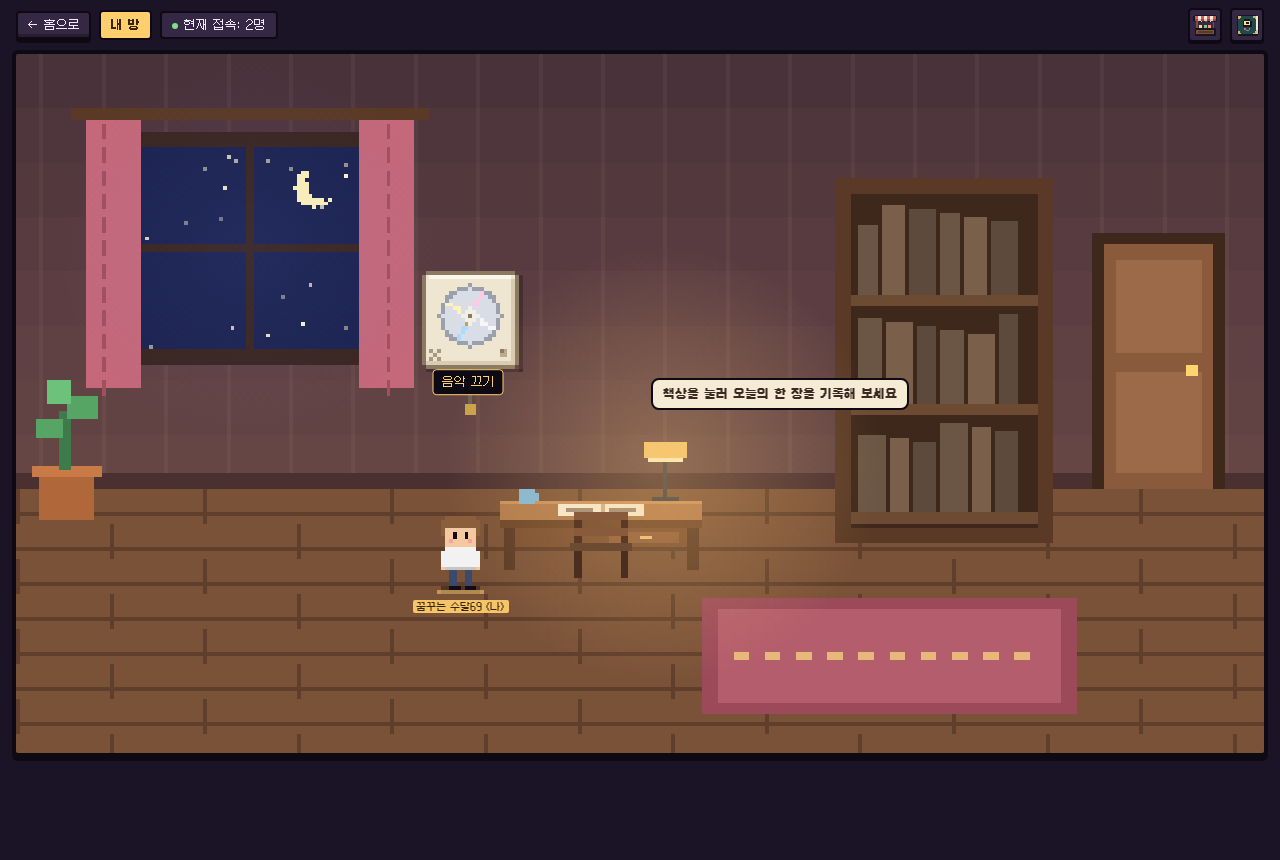 ← 홈으로
내 방
현재 접속: 2명
음악 끄기
책상을 눌러 오늘의 한 장을 기록해 보세요
꿈꾸는 수달69 (나)